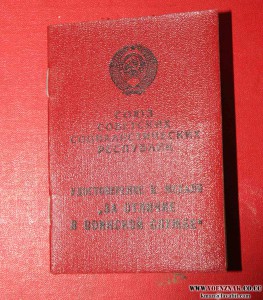 СОЮЗ
СОВЕТСКИХ
СОЦИАЛИСТИЧЕСКИХ
РЕСПУБЛИК
УДОСТОВЕРЕНИЕ К МЕДАЛИ
„ЗА ОТЛИЧИЕ
В ВОИНСКОЙ СЛУЖБЕ“